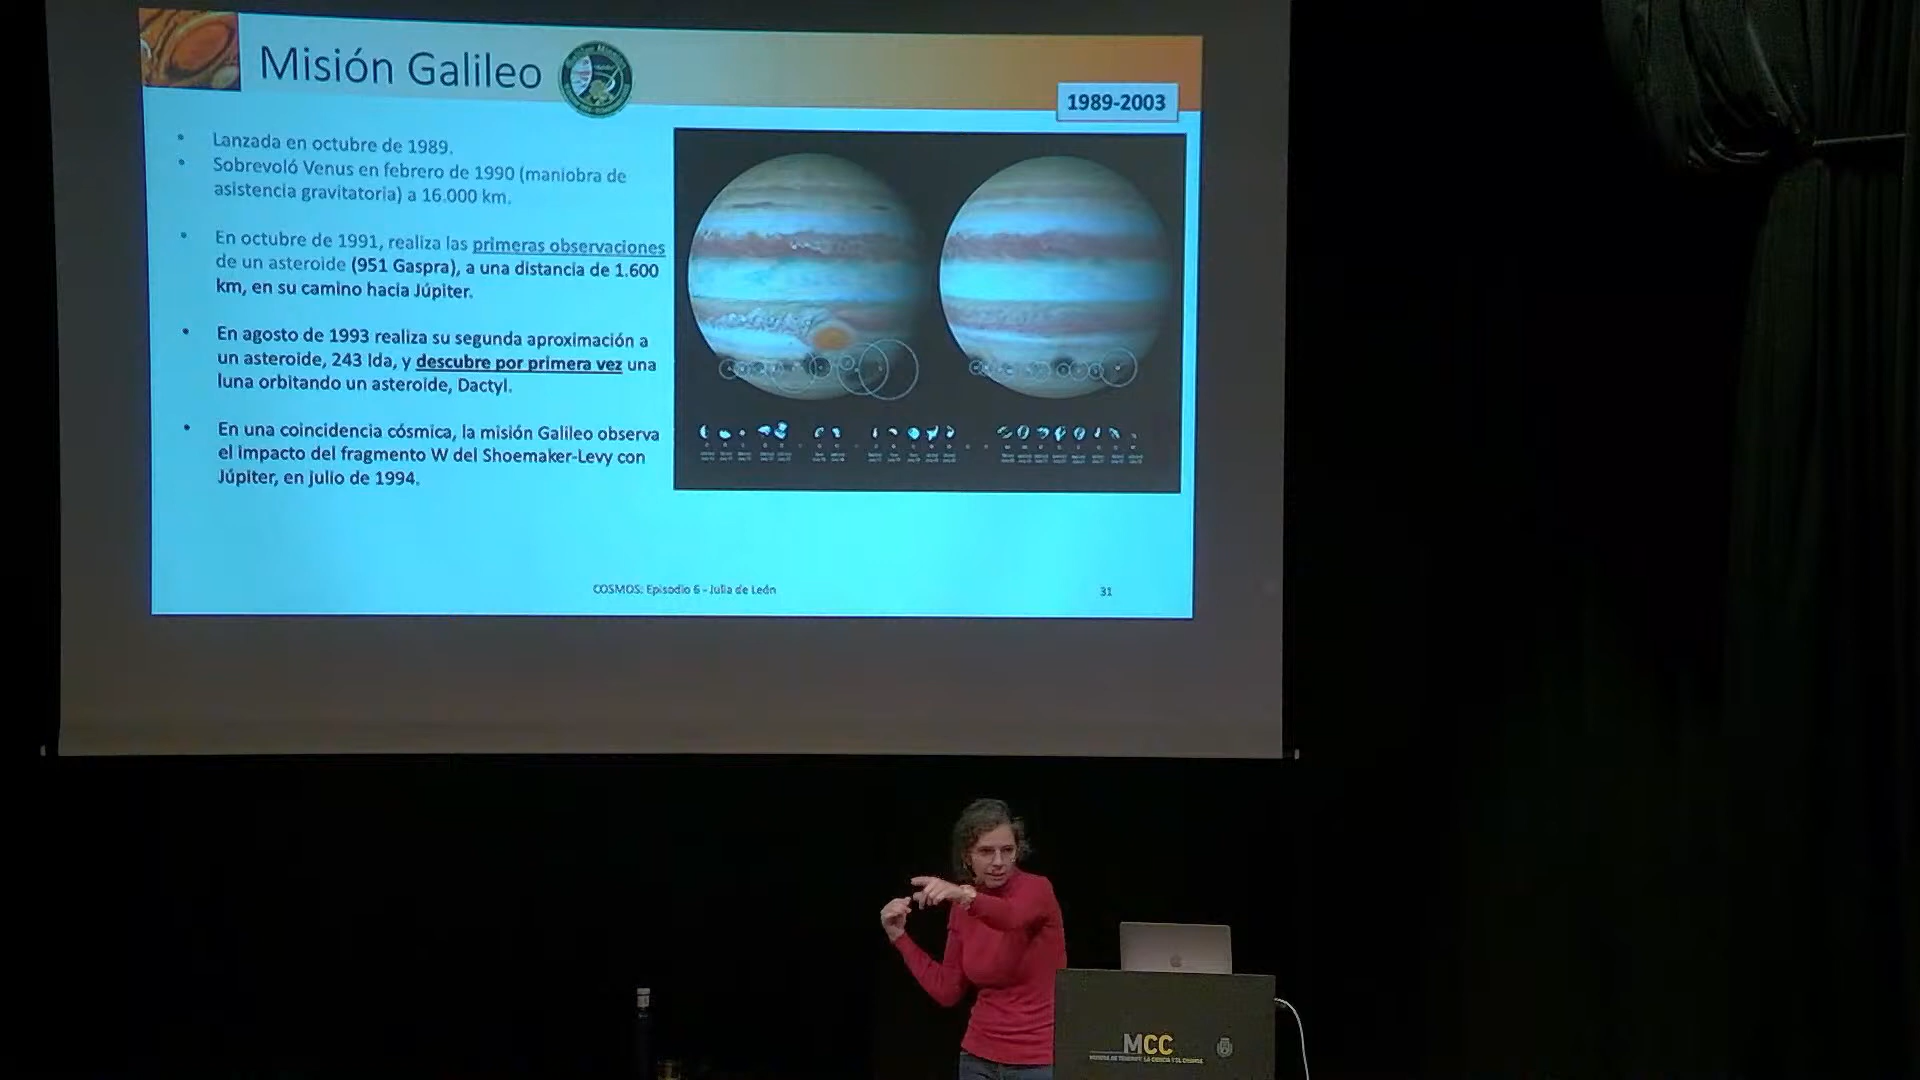 Misión Galileo
1989-2003
Lanzada en octubre de 1989.
Sobrevoló Venus en febrero de 1990 (maniobra de
asistencia gravitatoria) a 16.000 km.
En octubre de 1991, realiza las primeras observaciones
de un asteroide (951 Gaspra), a una distancia de 1.600
km, en su camino hacia Júpiter.
En agosto de 1993 realiza su segunda aproximación a
un asteroide, 243 Ida, y descubre por primera vez una
luna orbitando un asteroide, Dactyl.
En una coincidencia cósmica, la misión Galileo observa
el impacto del fragmento W del Shoemaker-Levy con
Júpiter, en julio de 1994.
COSMOS: Episodio 6 - Julia de León
31
MCC